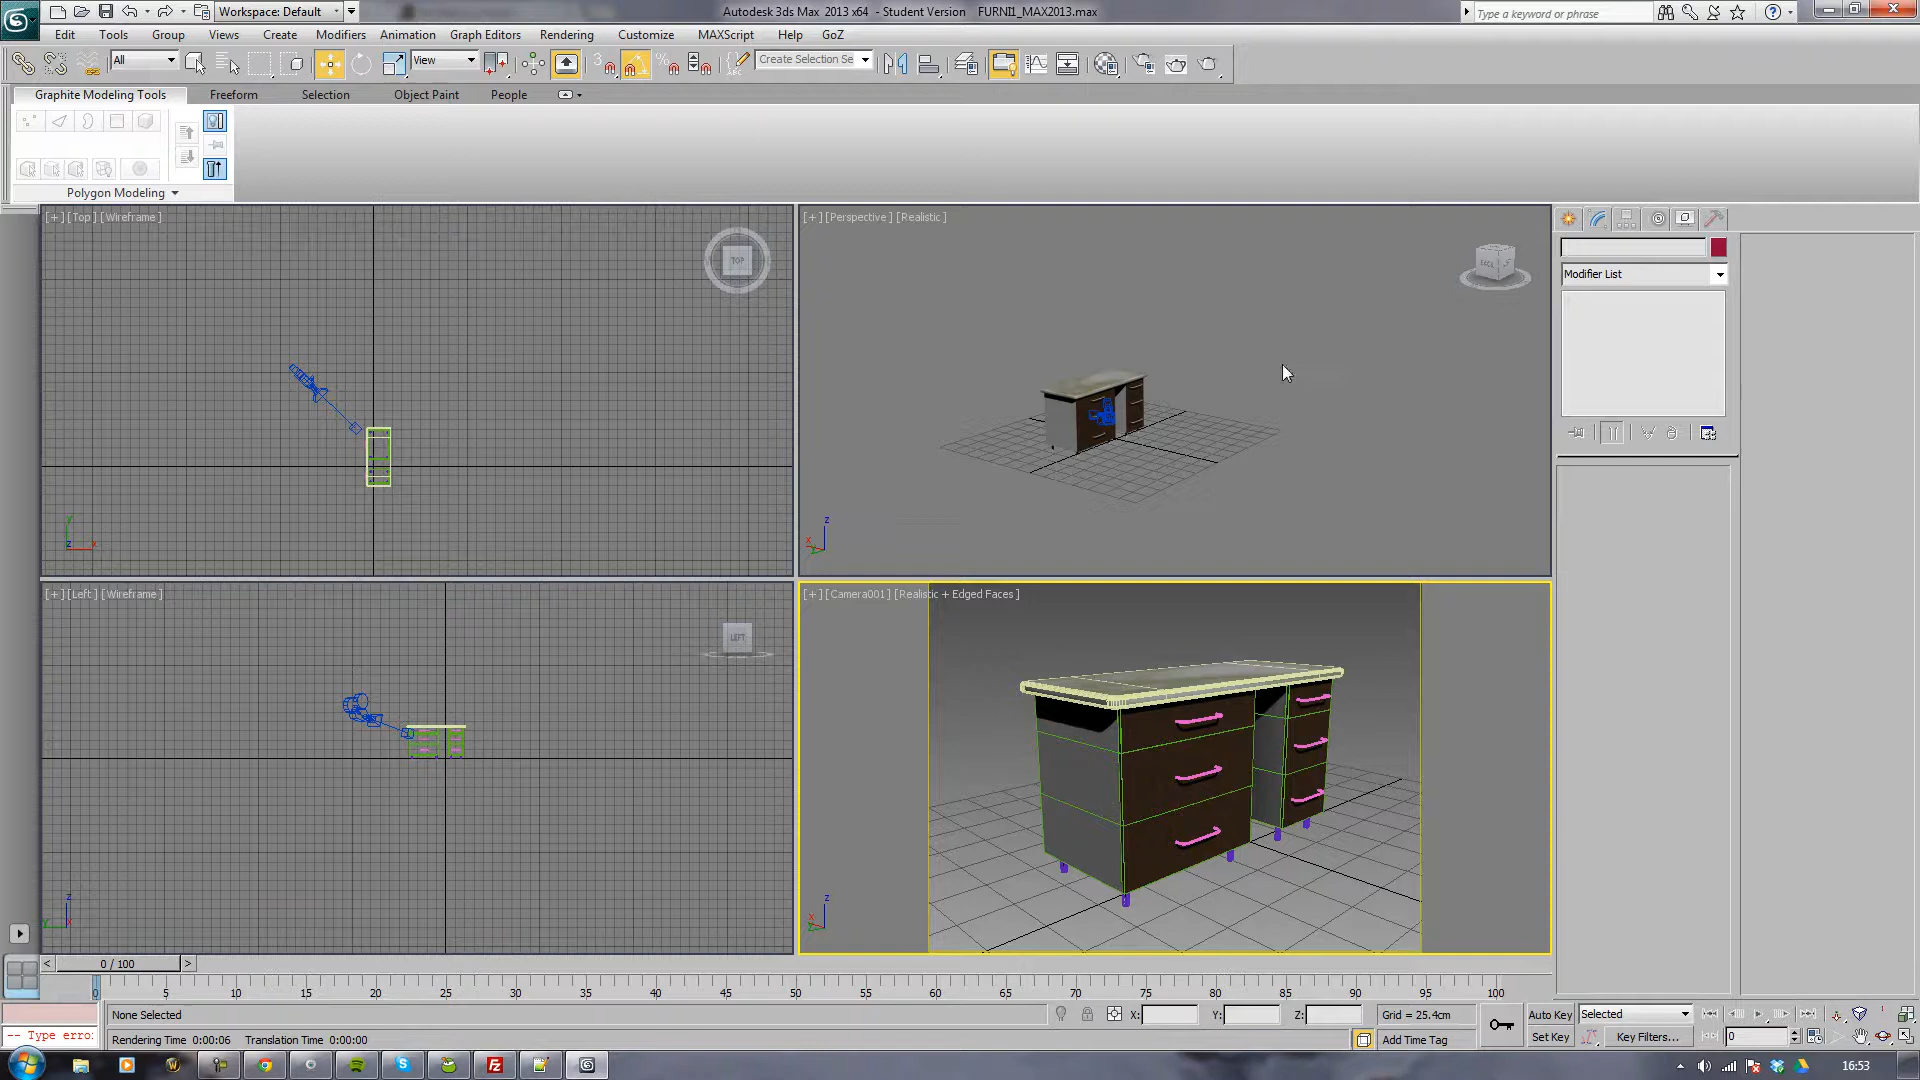 Workspace: Default
Autodesk 3ds Max 2013 x64 - Student Version FURNI1_MAX2013.max
Type a keyword or phrase
Edit Tools Group Views Create Modifiers Animation Graph Editors Rendering Customize MAXScript Help GoZ
All View Create Selection Se
Graphite Modeling Tools Freeform Selection Object Paint People
Polygon Modeling
[+] [Top] [Wireframe]
TOP
[+] [Perspective] [Realistic]
BACK
Modifier List
[+] [Left] [Wireframe]
LEFT
[+] [Camera001] [Realistic + Edged Faces]
0 / 100
0 5 10 15 20 25 30 35 40 45 50 55 60 65 70 75 80 85 90 95 100
None Selected X: Y: Z: Grid = 25.4cm Auto Key Selected
-- Type erro: Rendering Time 0:00:06 Translation Time 0:00:00 Add Time Tag Set Key Key Filters... 0
16:53